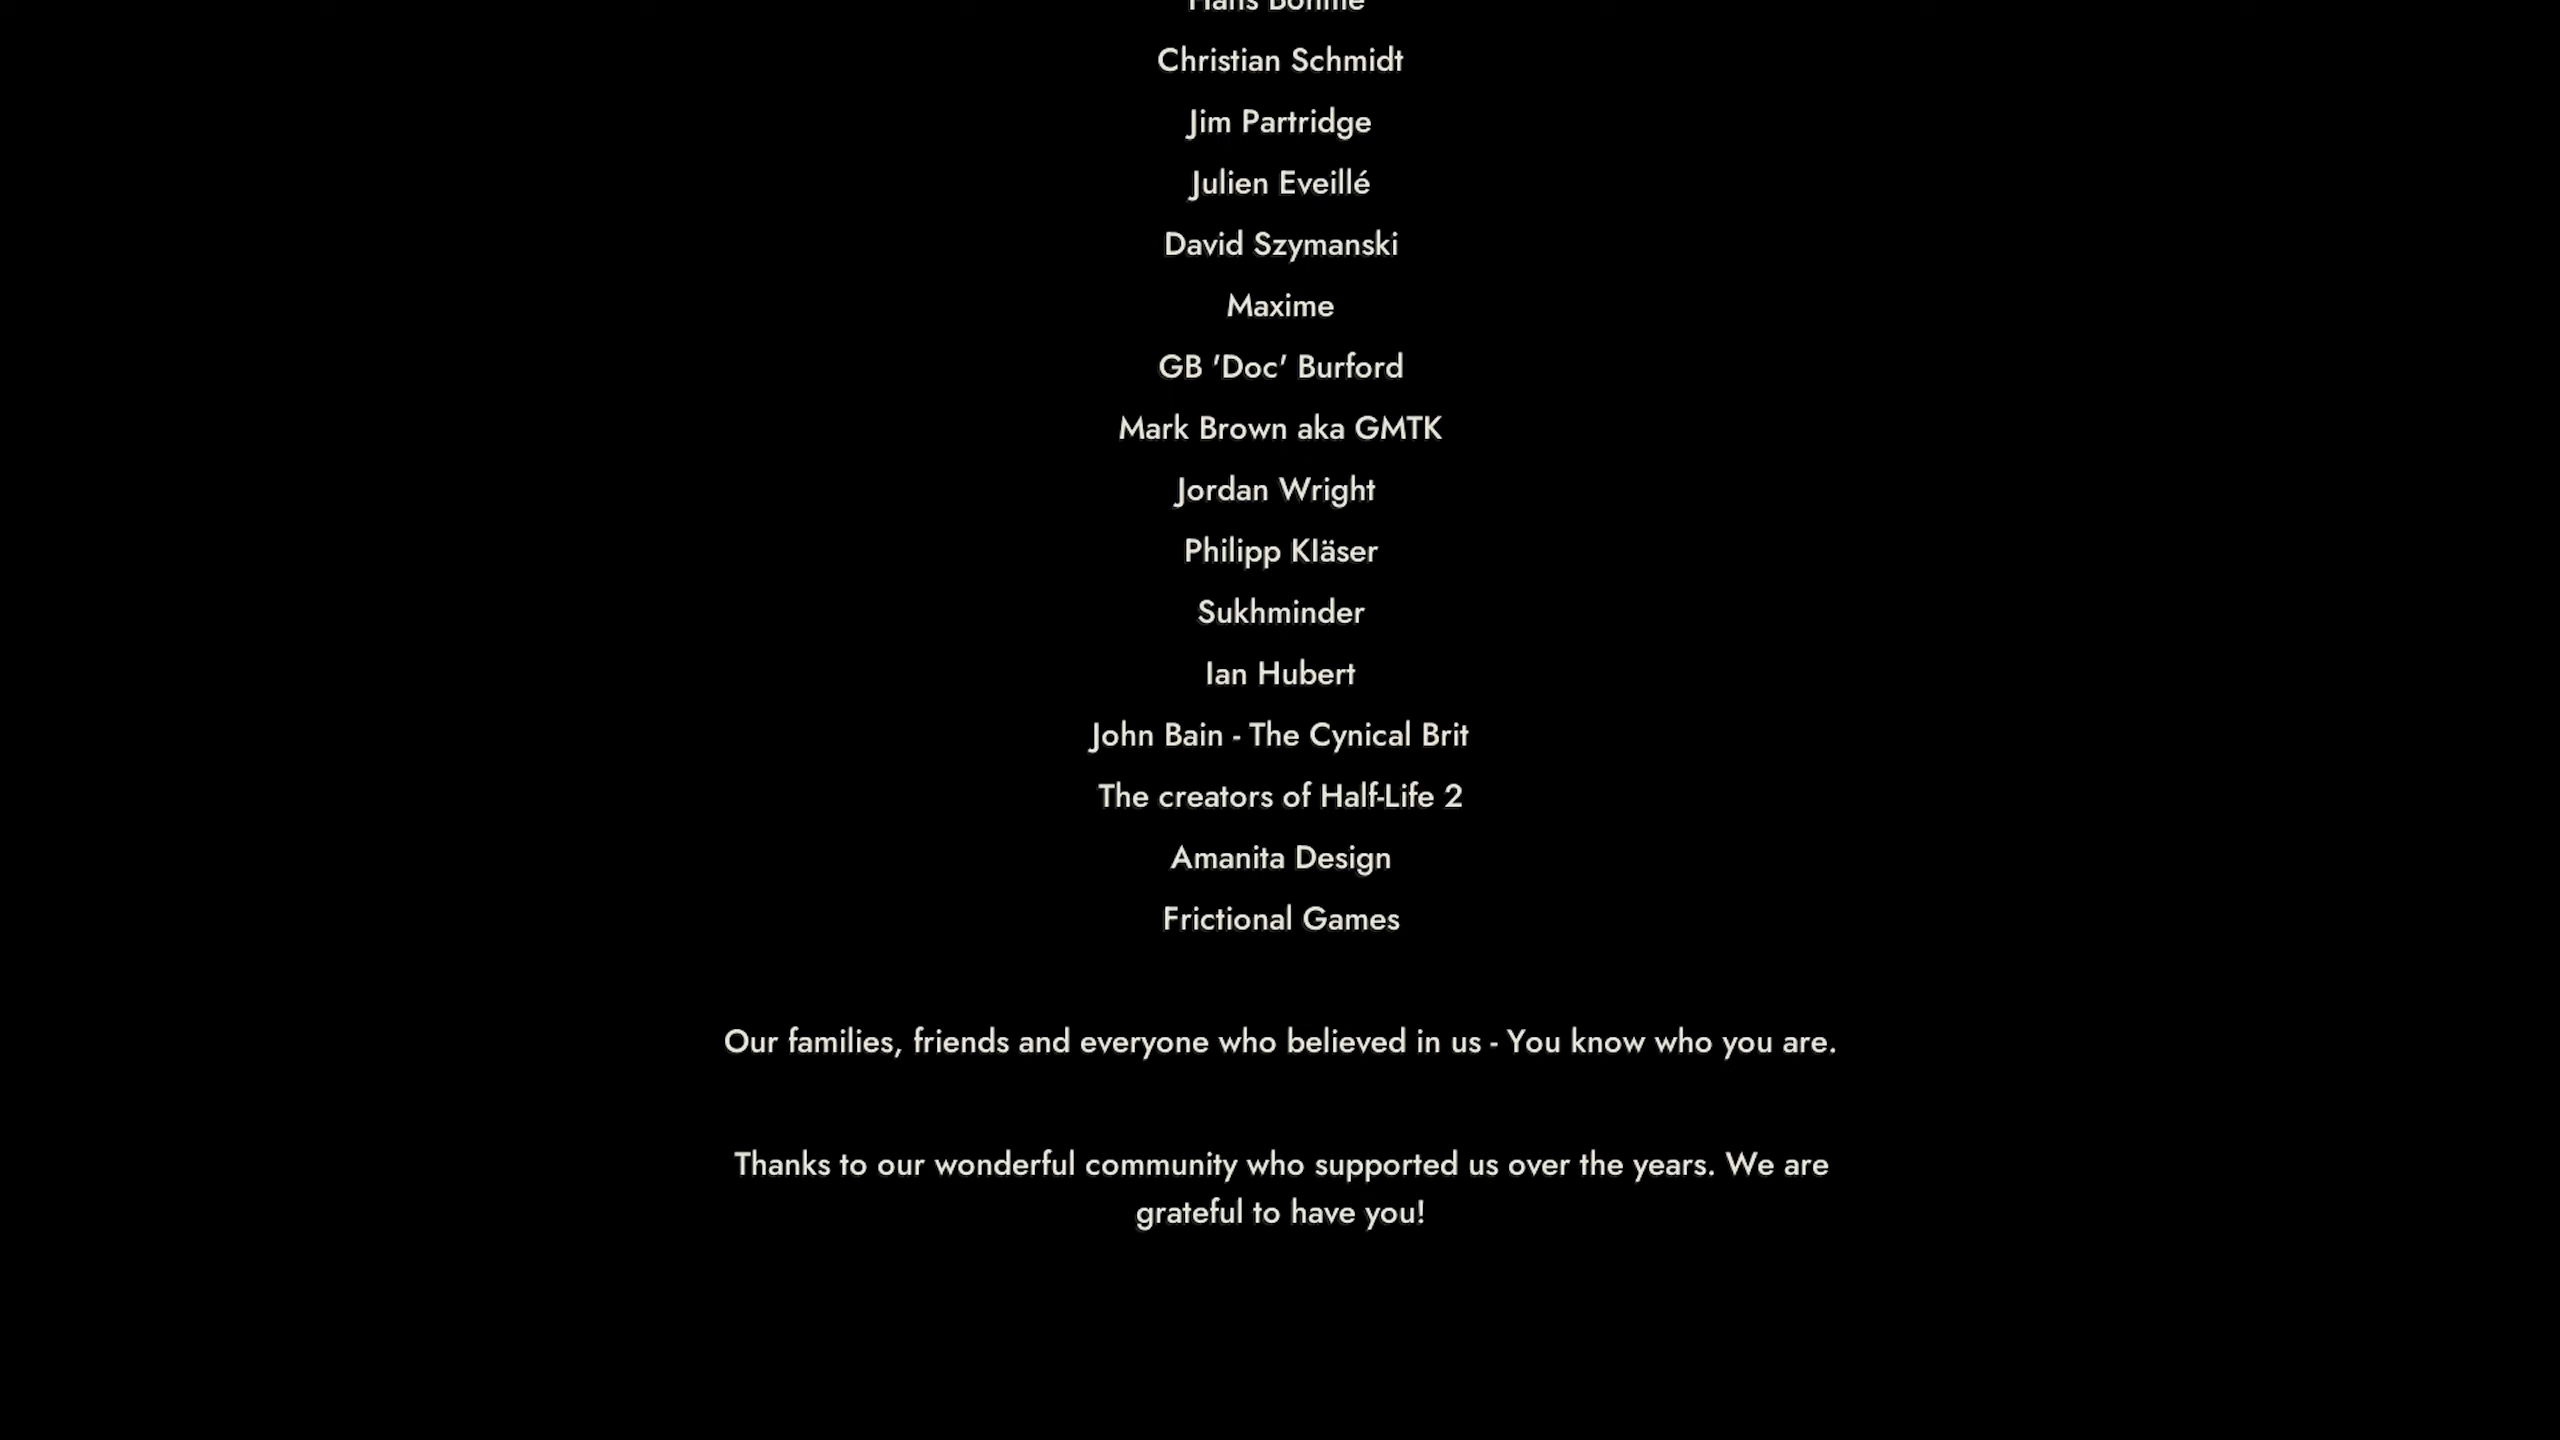 Christian Schmidt
Jim Partridge
Julien Eveillé
David Szymanski
Maxime
GB 'Doc' Burford
Mark Brown aka GMTK
Jordan Wright
Philipp Kläser
Sukhminder
Ian Hubert
John Bain - The Cynical Brit
The creators of Half-Life 2
Amanita Design
Frictional Games
Our families, friends and everyone who believed in us - You know who you are.
Thanks to our wonderful community who supported us over the years. We are
grateful to have you!